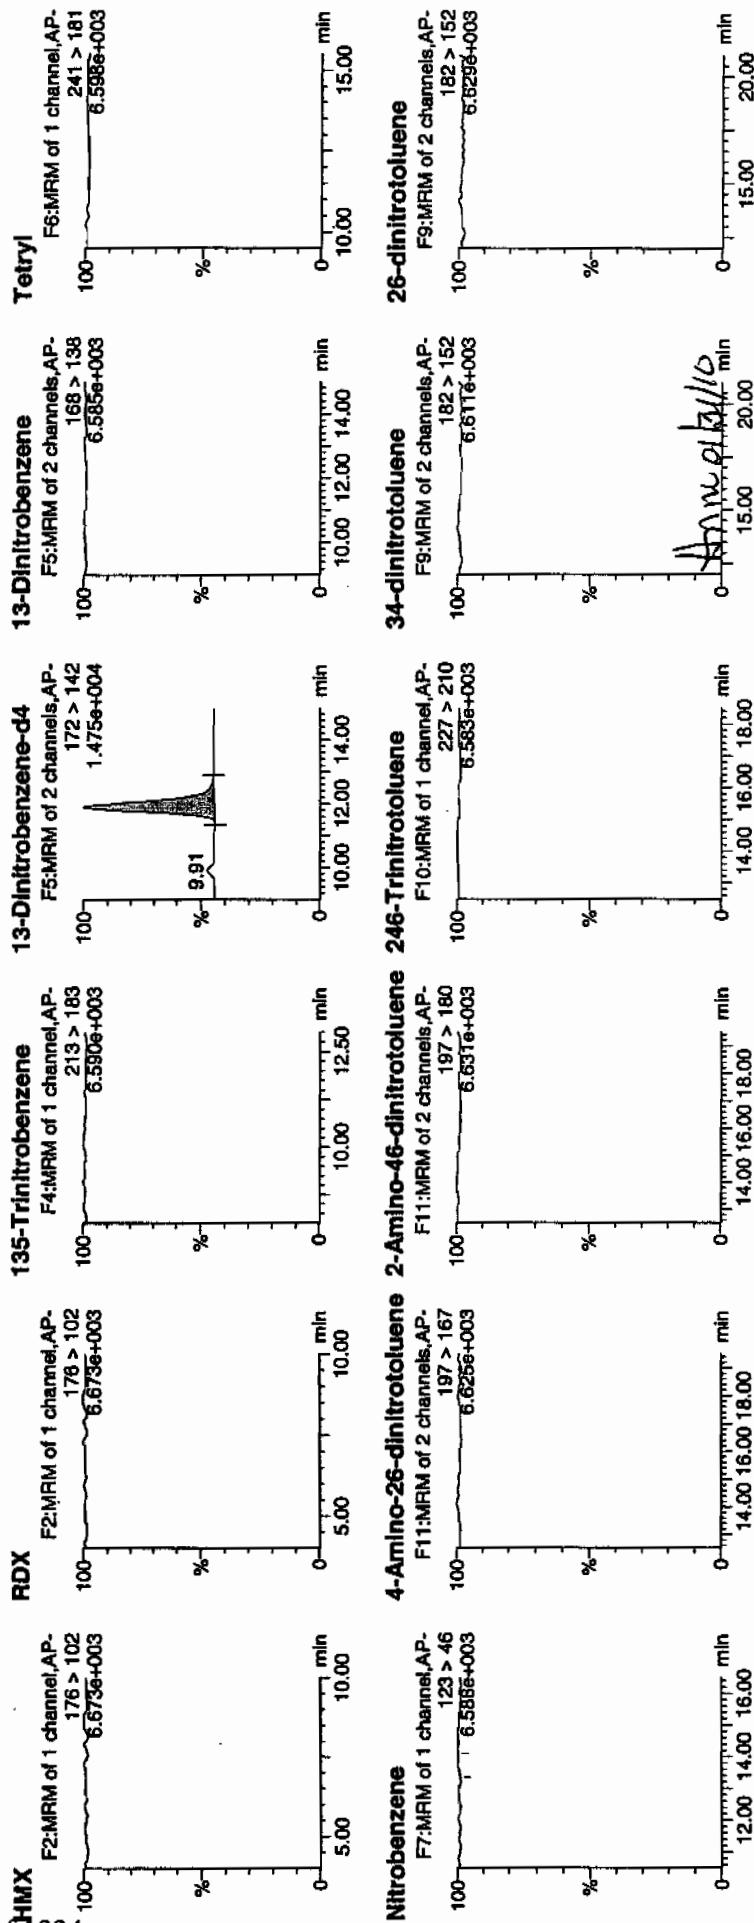 HMX
F2:MRM of 1 channel,AP-
176 > 102
6.673e+003
100
%
0
5.00 10.00 min
RDX
F2:MRM of 1 channel,AP-
176 > 102
6.673e+003
100
%
0
5.00 10.00 min
135-Trinitrobenzene
F4:MRM of 1 channel,AP-
213 > 183
6.590e+003
100
%
0
10.00 12.50 min
13-Dinitrobenzene-d4
F5:MRM of 2 channels,AP-
172 > 142
1.475e+004
100
9.91
%
0
10.00 12.00 14.00 min
13-Dinitrobenzene
F5:MRM of 2 channels,AP-
168 > 138
6.585e+003
100
%
0
10.00 12.00 14.00 min
Tetryl
F6:MRM of 1 channel,AP-
241 > 181
6.598e+003
100
%
0
10.00 15.00 min
Nitrobenzene
F7:MRM of 1 channel,AP-
123 > 46
6.586e+003
100
%
0
12.00 14.00 16.00 min
4-Amino-26-dinitrotoluene
F11:MRM of 2 channels,AP-
197 > 167
6.625e+003
100
%
0
14.00 16.00 18.00 min
2-Amino-46-dinitrotoluene
F11:MRM of 2 channels,AP-
197 > 180
6.631e+003
100
%
0
14.00 16.00 18.00 min
246-Trinitrotoluene
F10:MRM of 1 channel,AP-
227 > 210
6.583e+003
100
%
0
14.00 16.00 18.00 min
34-dinitrotoluene
F9:MRM of 2 channels,AP-
182 > 152
6.611e+003
100
%
0
15.00 20.00 min
26-dinitrotoluene
F9:MRM of 2 channels,AP-
182 > 152
6.629e+003
100
%
0
15.00 20.00 min